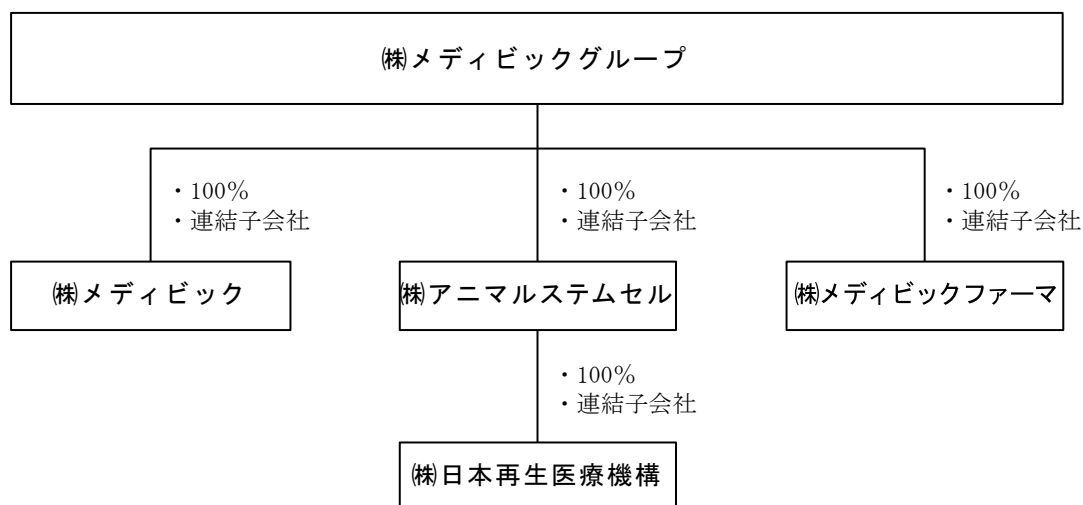 ㈱メディビックグループ
・100%
・連結子会社
・100%
・連結子会社
・100%
・連結子会社
㈱メディビック
㈱アニマルステムセル
㈱メディビックファーマ
・100%
・連結子会社
㈱日本再生医療機構